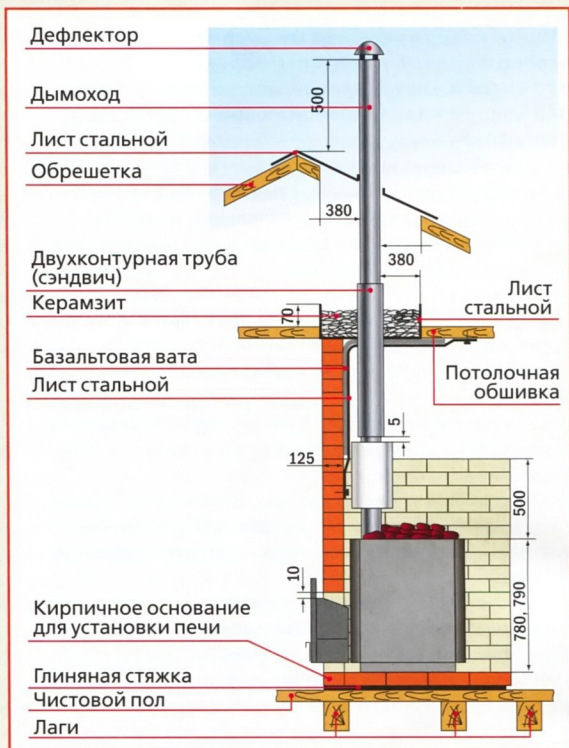 Дефлектор
Дымоход
500
Лист стальной
Обрешетка
380
380
Двухконтурная труба
(сэндвич)
Керамзит
70
Лист
стальной
Базальтовая вата
Лист стальной
Потолочная
обшивка
5
125
500
10
780, 790
Кирпичное основание
для установки печи
Глиняная стяжка
Чистовой пол
Лаги